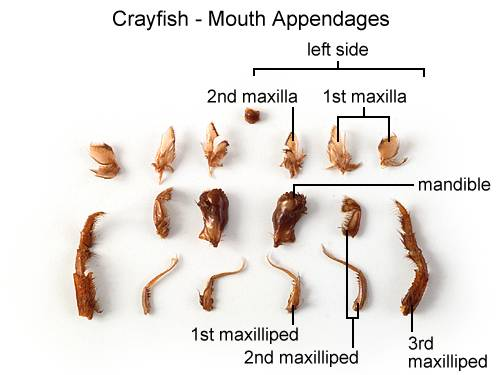 Crayfish - Mouth Appendages
left side
2nd maxilla
1st maxilla
mandible
1st maxilliped
2nd maxilliped
3rd
maxilliped